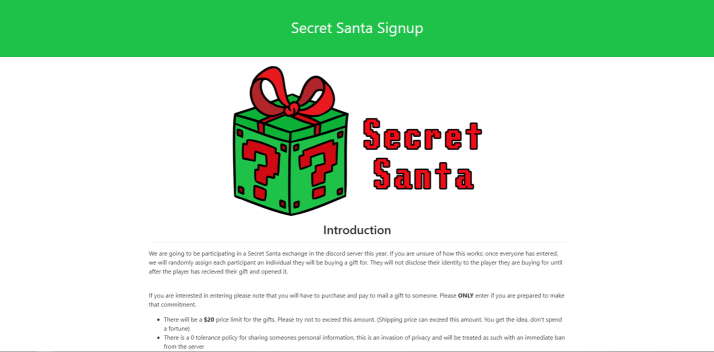 Secret Santa Signup
? ?
Secret
Santa
Introduction
We are going to be participating in a Secret Santa exchange in the discord server this year. If you are unsure of how this works; once everyone has entered,
we will randomly assign each participant an individual they will be buying a gift for. They will not disclose their identity to the player they are buying for until
after the player has recieved their gift and opened it.
If you are interested in entering please note that you will have to purchase and pay to mail a gift to someone. Please ONLY enter if you are prepared to make
that commitment.
• There will be a $20 price limit for the gifts. Please try not to exceed this amount. (Shipping price can exceed this amount. You get the idea, don't spend
a fortune)
• There is a 0 tolerance policy for sharing someones personal information, this is an invasion of privacy and will be treated as such with an immediate ban
from the server